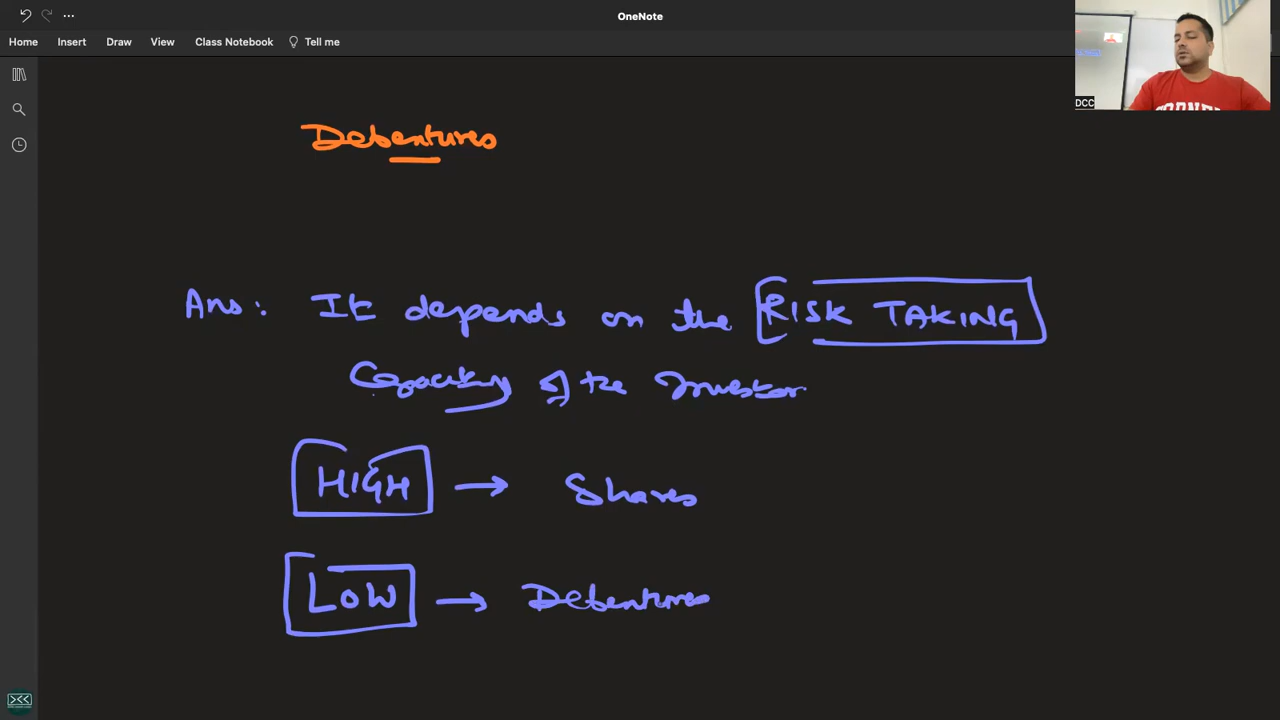 OneNote
Home Insert Draw View Class Notebook Tell me
DCC
Debentures
Ans: It depends on the RISK TAKING
Capacity of the Investor
HIGH → Shares
LOW → Debentures